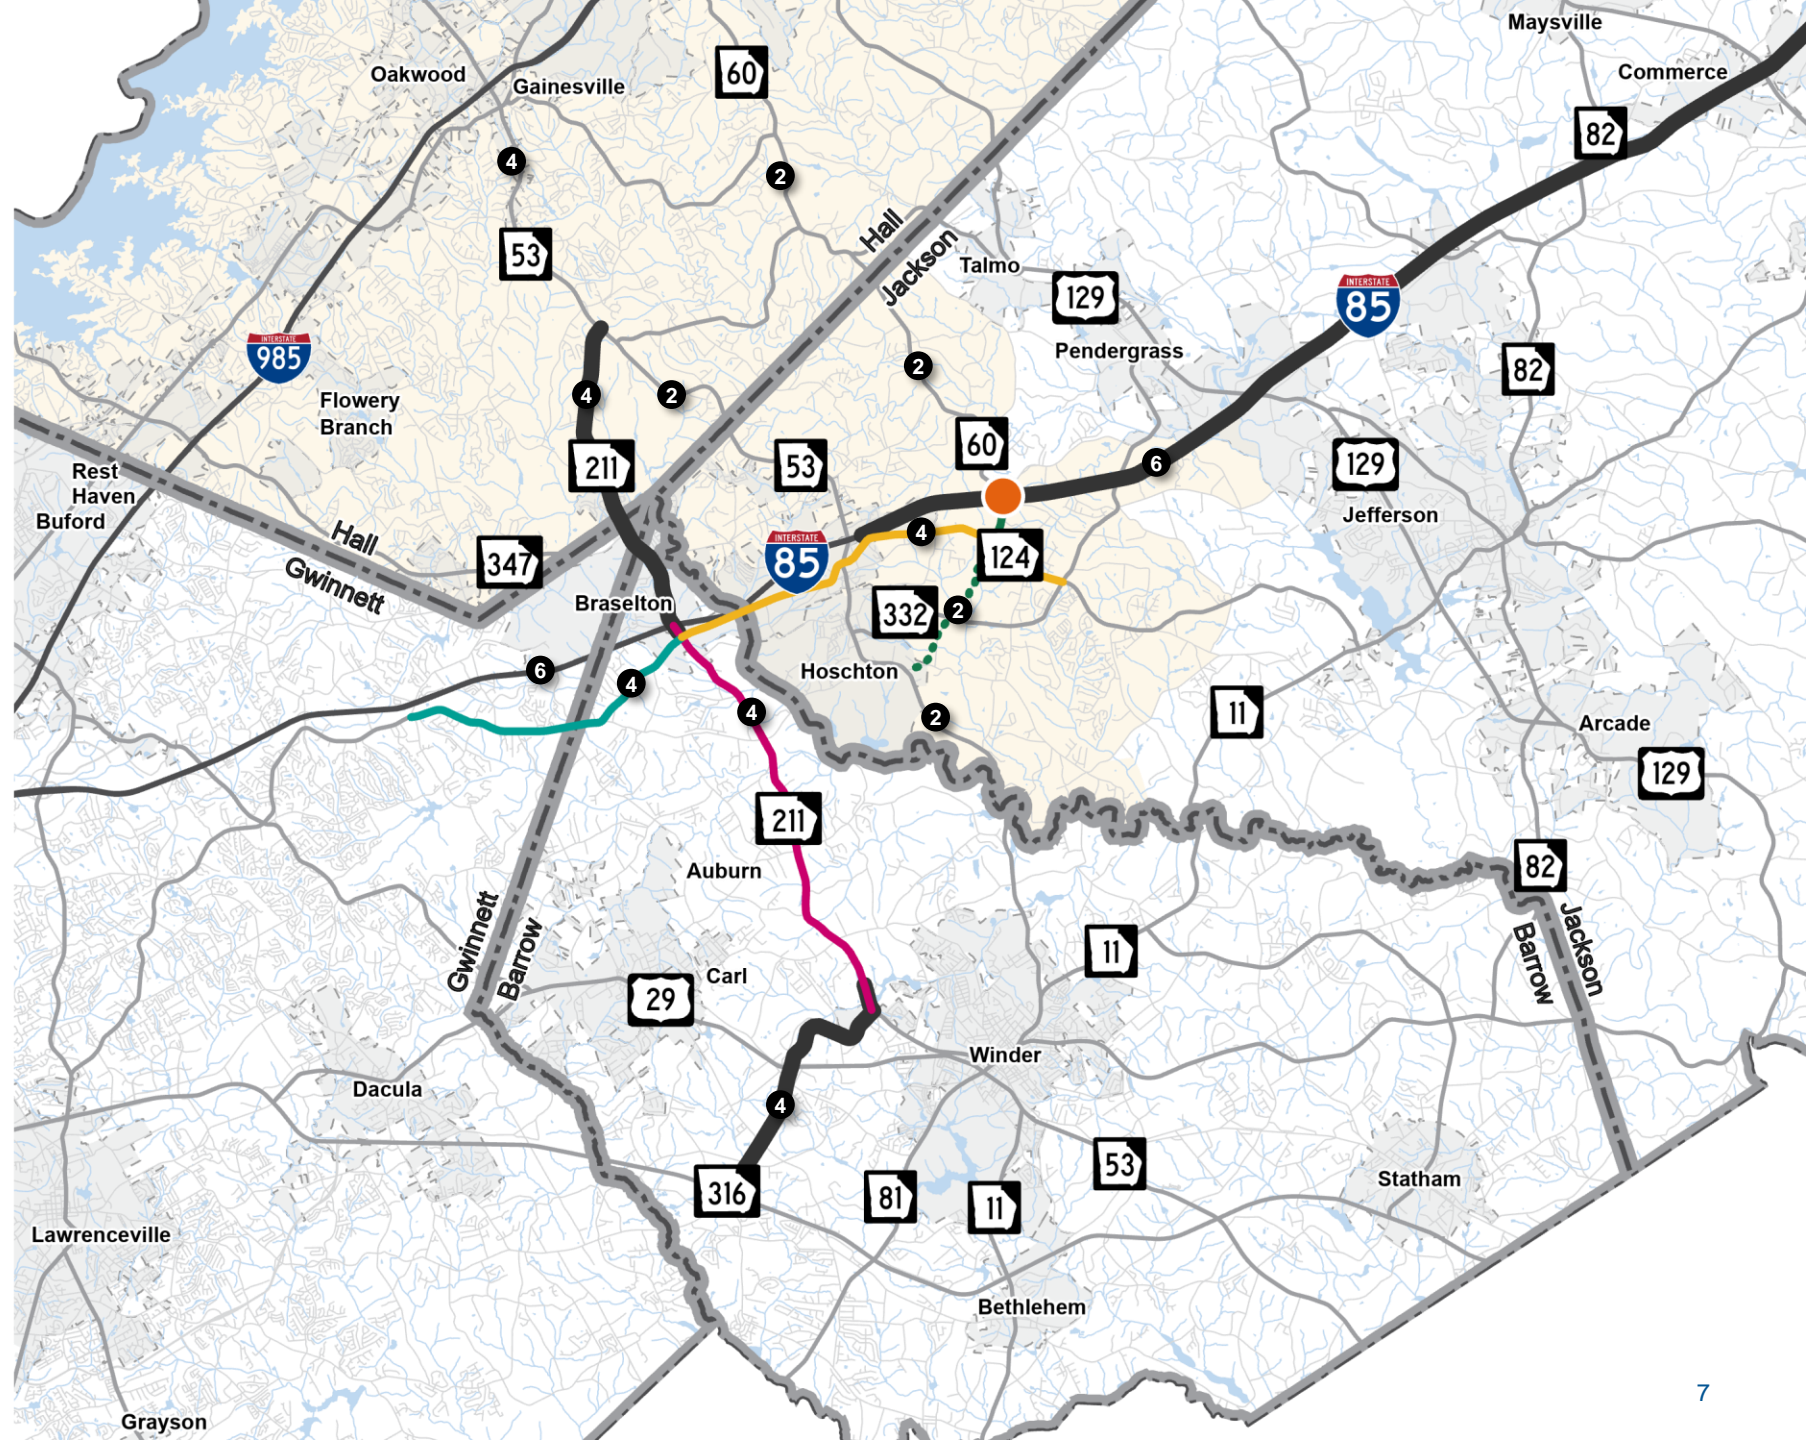 Maysville
Oakwood
60
Commerce
Gainesville
82
4
2
Hall
Jackson
53
Talmo
129
INTERSTATE
85
INTERSTATE
985
Pendergrass
2
82
4
2
Flowery
Branch
60
211
53
6
129
Rest
Haven
Buford
Jefferson
Hall
4
347
INTERSTATE
85
124
Gwinnett
Braselton
332
2
6
4
Hoschton
4
2
11
Arcade
129
211
82
Auburn
Gwinnett
Barrow
11
Jackson
Barrow
Carl
29
Winder
Dacula
4
53
316
81
11
Statham
Lawrenceville
Bethlehem
7
Grayson